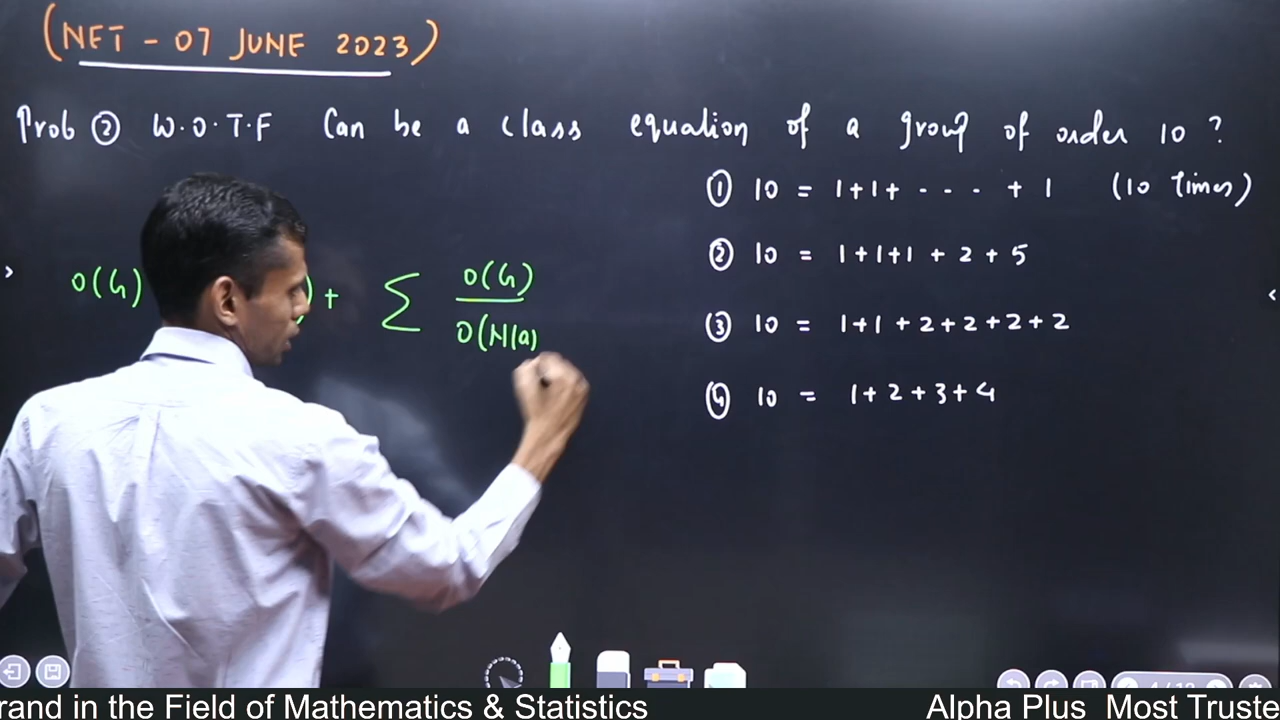 (NET - 07 JUNE 2023)
Prob ② W.O.T.F Can be a class equation of a group of order 10 ?
① 10 = 1+1+ - - - - + 1 (10 Times)
② 10 = 1+1+1 + 2 + 5
③ 10 = 1+1 + 2+2+2+2
④ 10 = 1+2+3+4
O(G) ) + Σ O(G)
O(N(a)
rand in the Field of Mathematics & Statistics Alpha Plus Most Truste